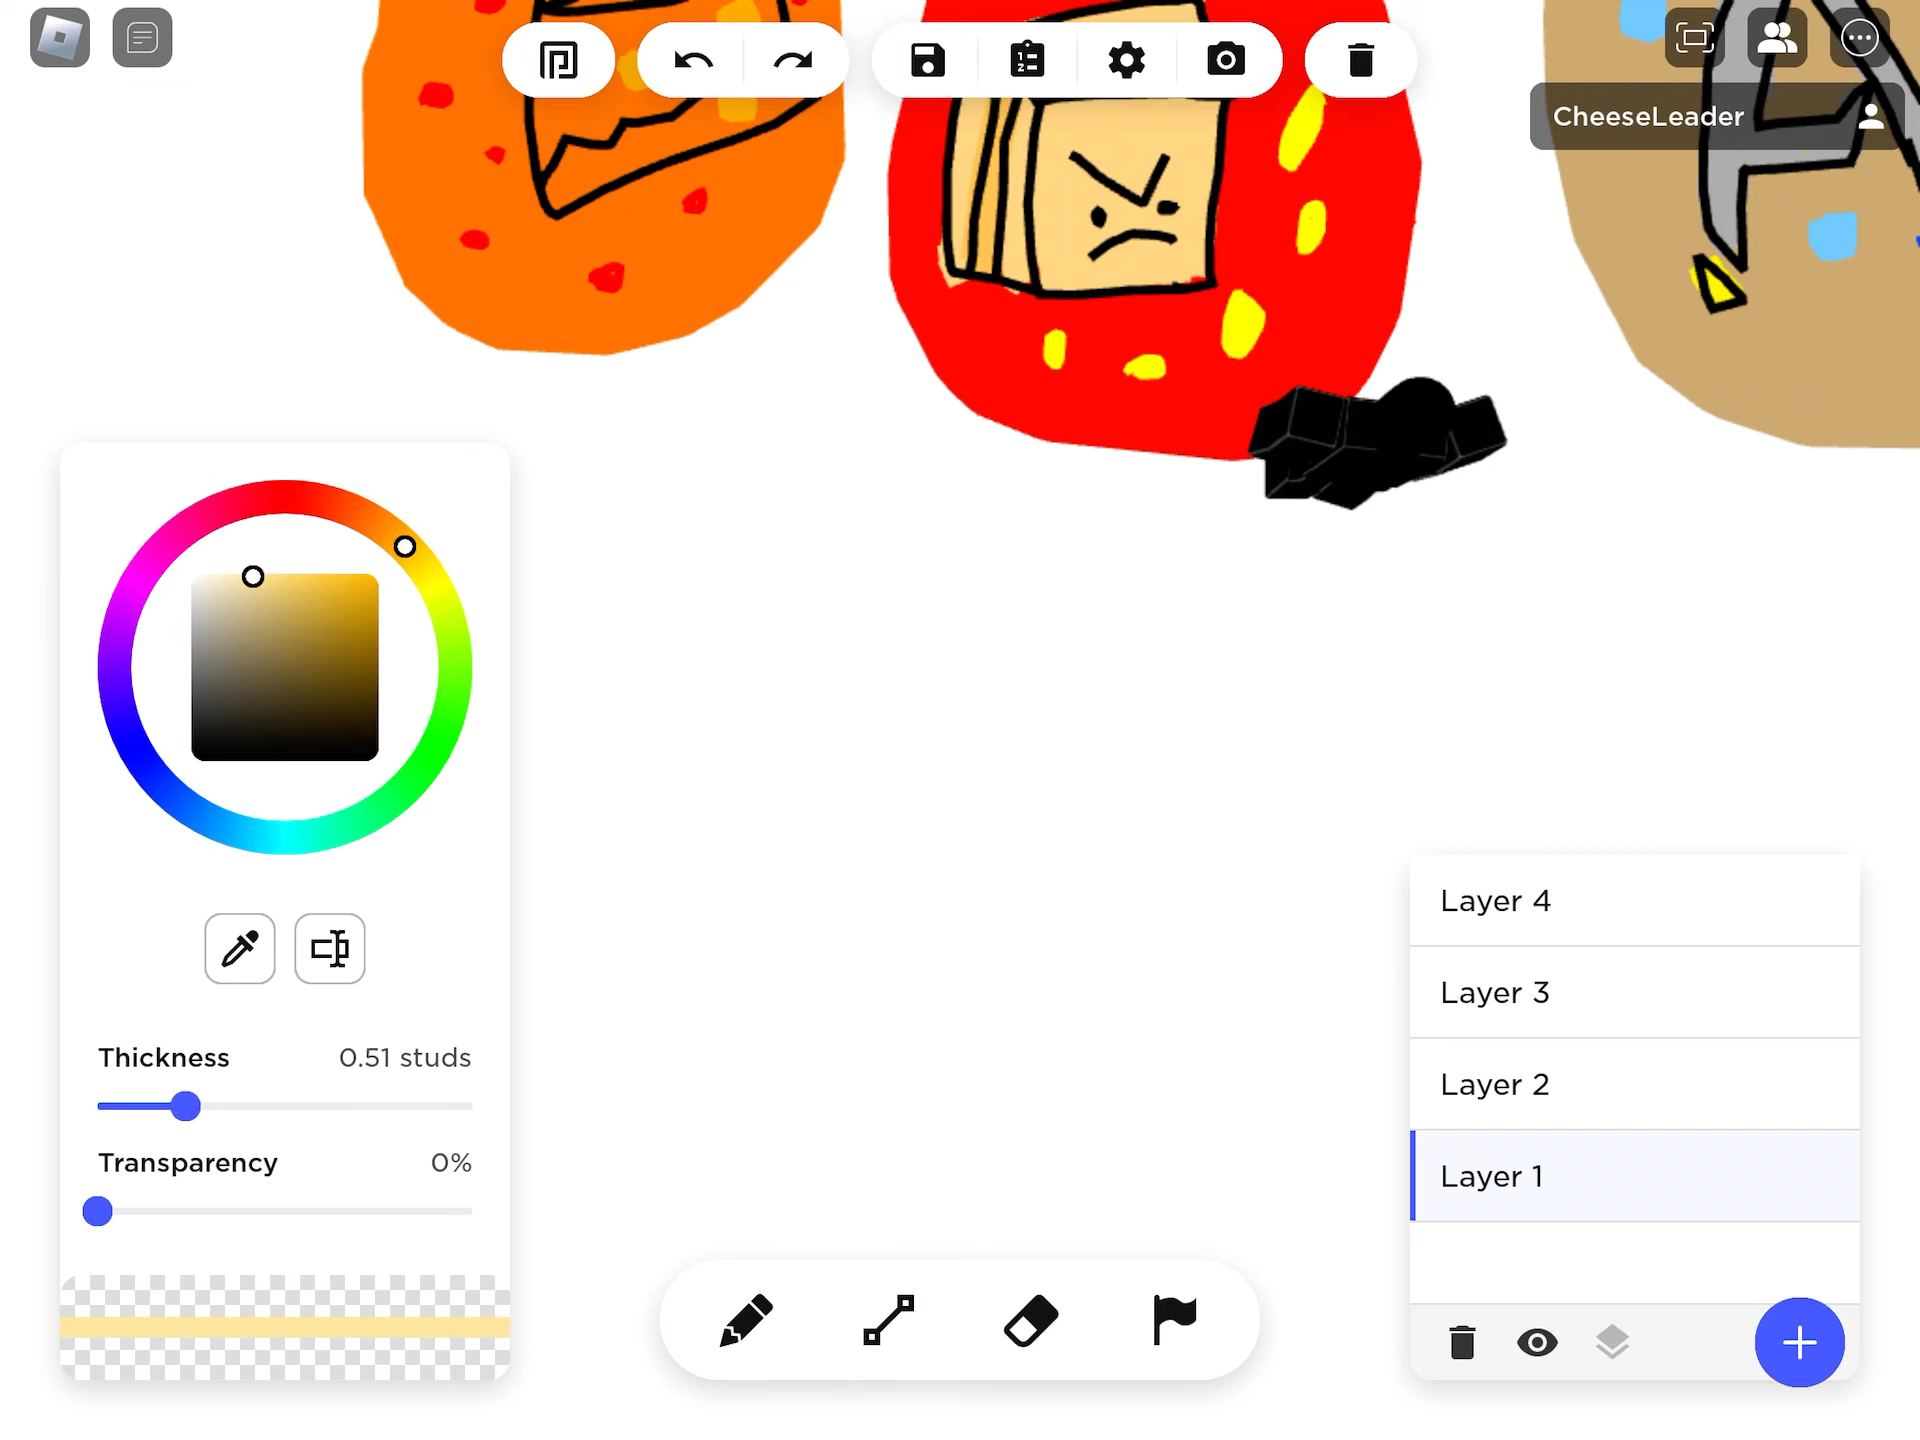 CheeseLeader
Thickness 0.51 studs
Transparency 0%
Layer 4
Layer 3
Layer 2
Layer 1